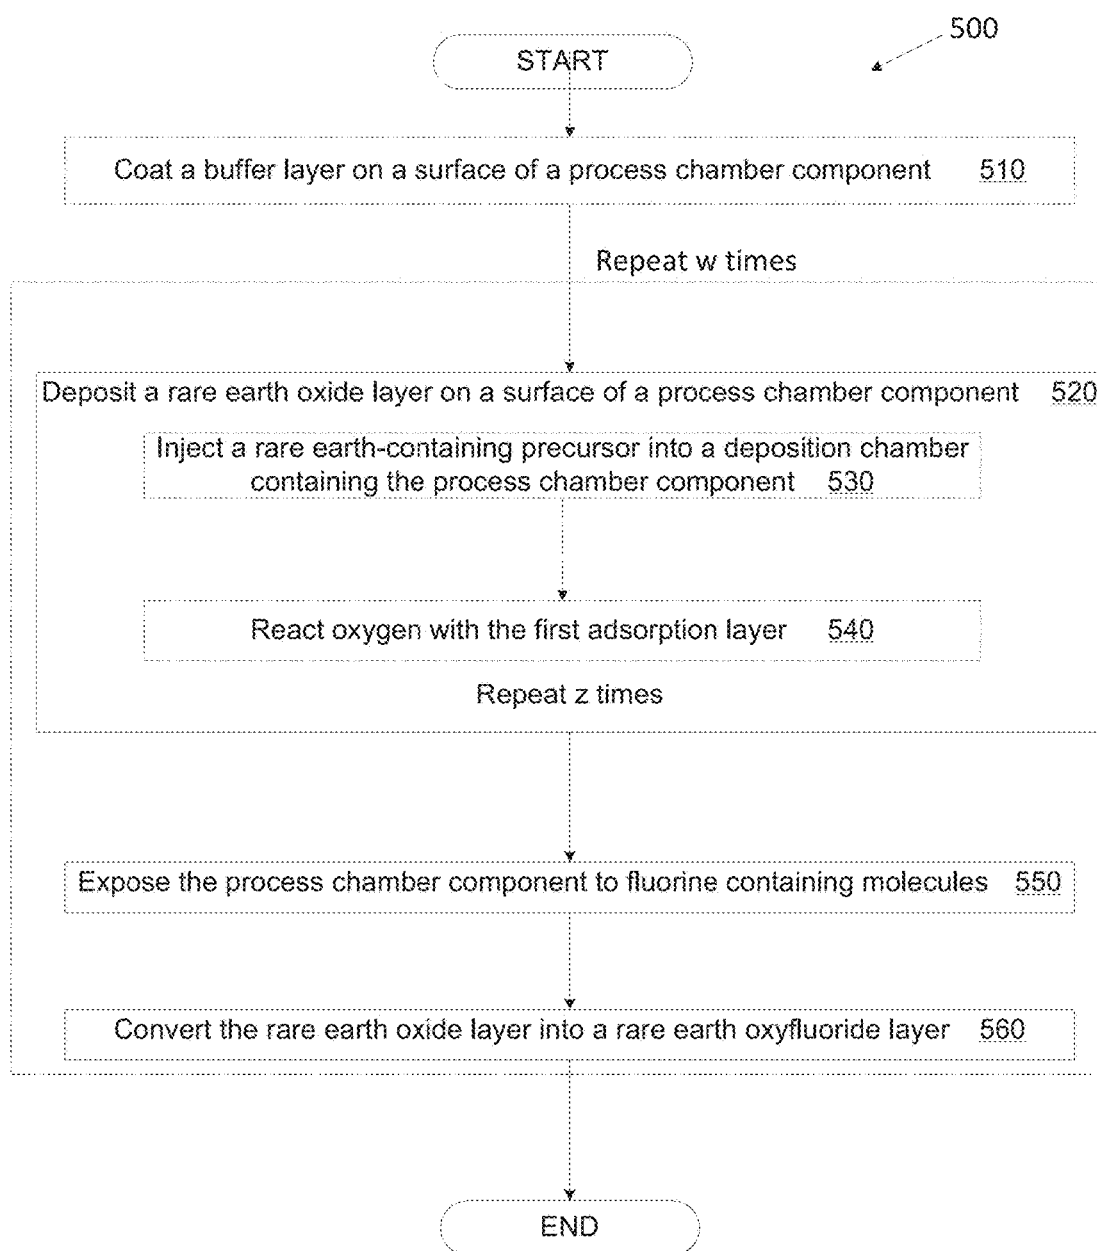 500
START
Coat a buffer layer on a surface of a process chamber component 510
Repeat w times
Deposit a rare earth oxide layer on a surface of a process chamber component 520
Inject a rare earth-containing precursor into a deposition chamber
containing the process chamber component 530
React oxygen with the first adsorption layer 540
Repeat z times
Expose the process chamber component to fluorine containing molecules 550
Convert the rare earth oxide layer into a rare earth oxyfluoride layer 560
END